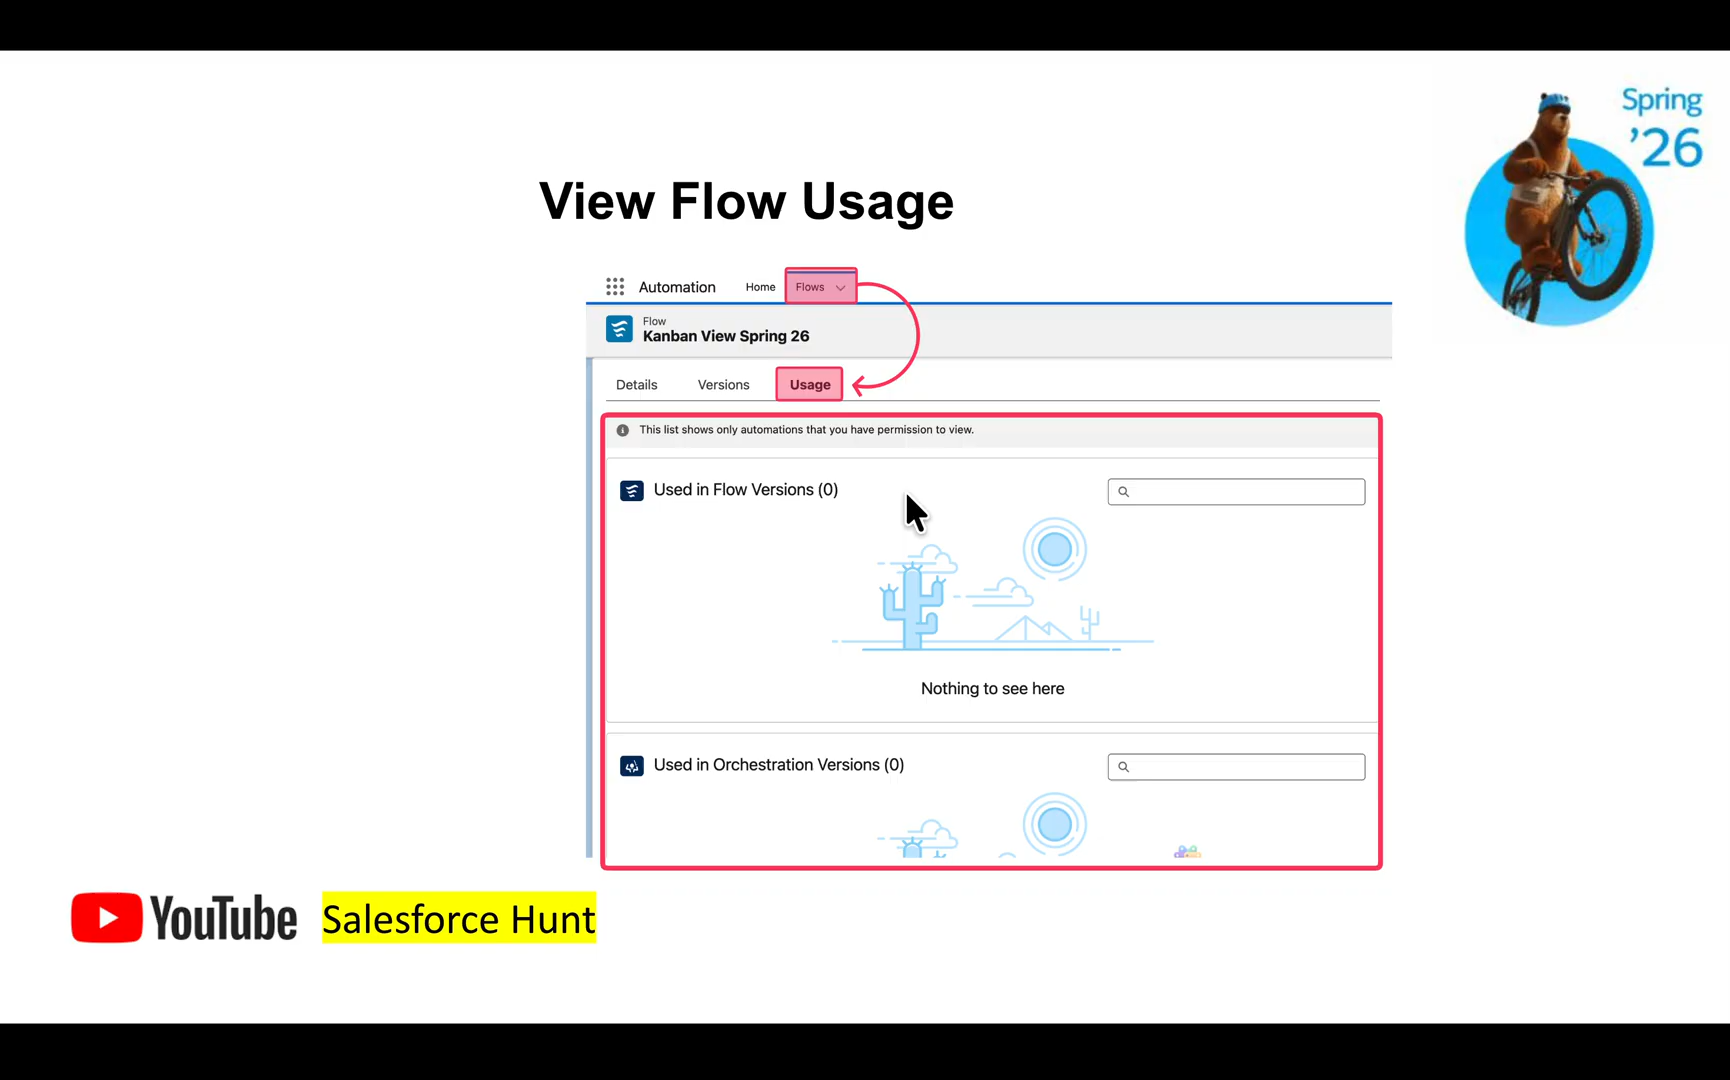 Spring
'26
View Flow Usage
Automation Home Flows
Flow
Kanban View Spring 26
Details Versions Usage
This list shows only automations that you have permission to view.
Used in Flow Versions (0)
Nothing to see here
Used in Orchestration Versions (0)
YouTube Salesforce Hunt